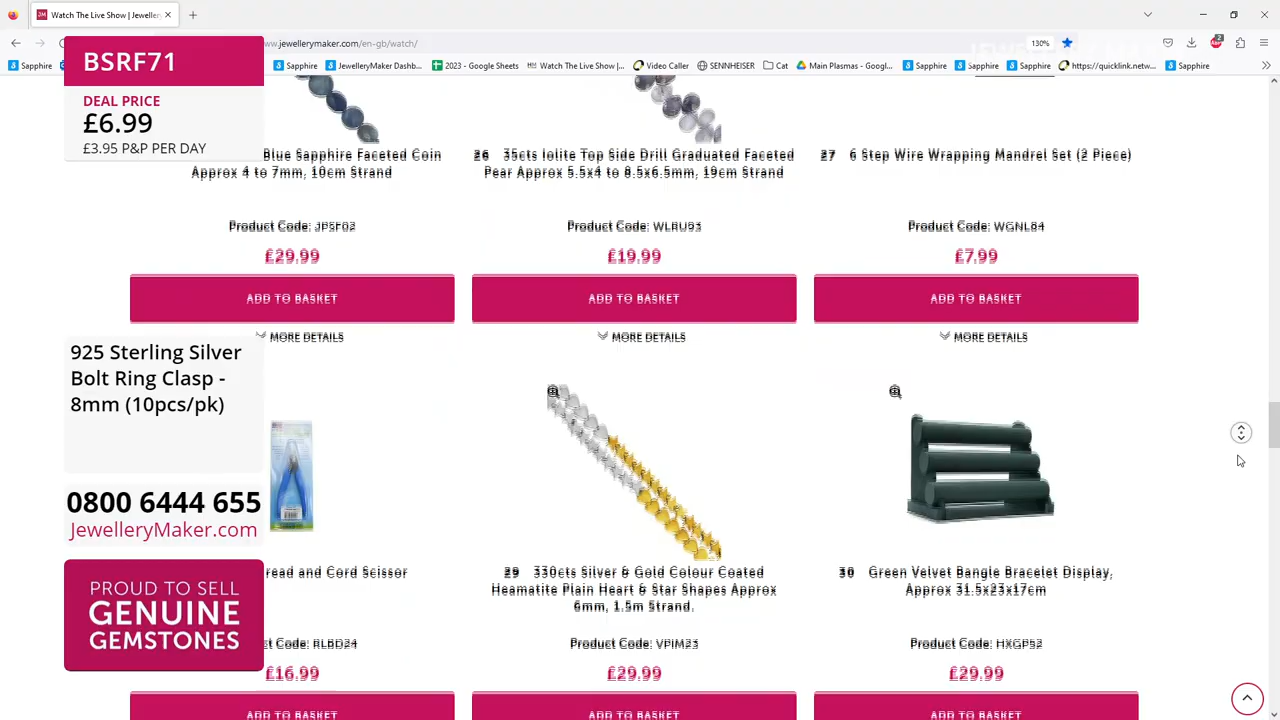 Watch The Live Show | Jeweller
www.jewellerymaker.com/en-gb/watch/
130%
Sapphire
Sapphire
JewelleryMaker Dashb...
2023 - Google Sheets
Watch The Live Show ...
Video Caller
SENNHEISER
Cat
Main Plasmas - Googl...
Sapphire
Sapphire
Sapphire
https://quicklink.netw...
Sapphire
BSRF71
DEAL PRICE
£6.99
£3.95 P&P PER DAY
Blue Sapphire Faceted Coin
Approx 4 to 7mm, 10cm Strand
Product Code: JPSF02
£29.99
ADD TO BASKET
MORE DETAILS
26 35cts Iolite Top Side Drill Graduated Faceted
Pear Approx 5.5x4 to 8.5x6.5mm, 19cm Strand
Product Code: WLRU93
£19.99
ADD TO BASKET
MORE DETAILS
27 6 Step Wire Wrapping Mandrel Set (2 Piece)
Product Code: WGNL84
£7.99
ADD TO BASKET
MORE DETAILS
925 Sterling Silver
Bolt Ring Clasp -
8mm (10pcs/pk)
0800 6444 655
JewelleryMaker.com
PROUD TO SELL
GENUINE
GEMSTONES
read and Cord Scissor
ct Code: RLBD24
£16.99
ADD TO BASKET
29 330cts Silver & Gold Colour Coated
Heamatite Plain Heart & Star Shapes Approx
6mm, 1.5m Strand.
Product Code: VPIM23
£29.99
ADD TO BASKET
30 Green Velvet Bangle Bracelet Display,
Approx 31.5x23x17cm
Product Code: HXGP52
£29.99
ADD TO BASKET